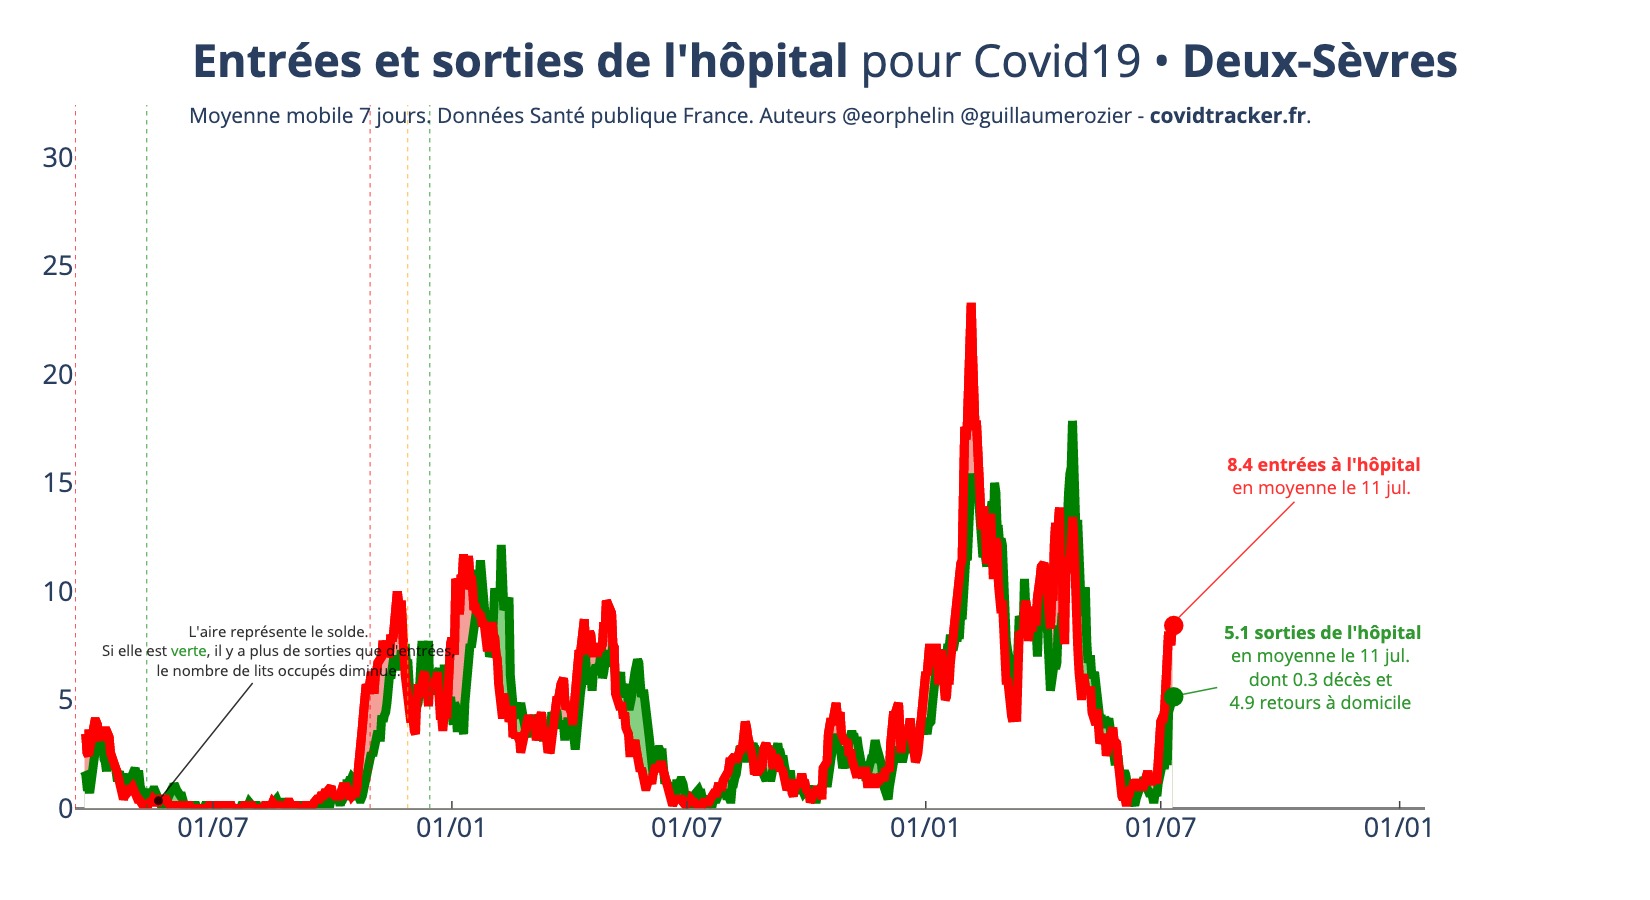 Entrées et sorties de l'hôpital pour Covid19 • Deux-Sèvres
Moyenne mobile 7 jours. Données Santé publique France. Auteurs @eorphelin @guillaumerozier - covidtracker.fr.
30
25
20
15
10
5
0
L'aire représente le solde.
Si elle est verte, il y a plus de sorties que d'entrées,
le nombre de lits occupés diminue.
8.4 entrées à l'hôpital
en moyenne le 11 jul.
5.1 sorties de l'hôpital
en moyenne le 11 jul.
dont 0.3 décès et
4.9 retours à domicile
01/07
01/01
01/07
01/01
01/07
01/01